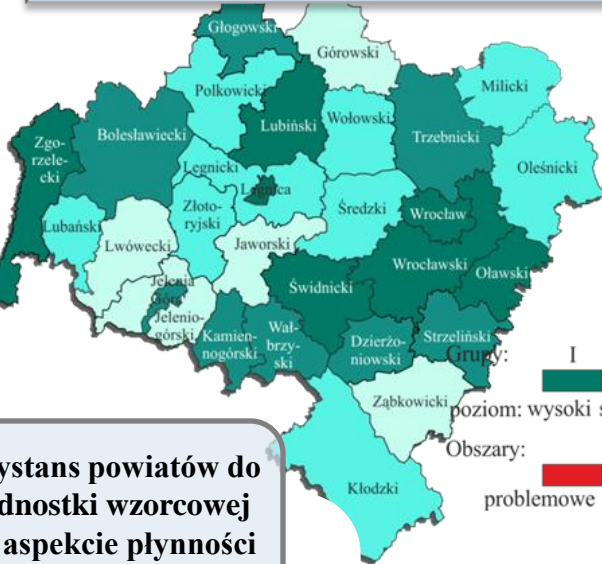 Głogowski
Górowski
Polkowicki
Milicki
Lubiński
Wołowski
Bolesławiecki
Trzebnicki
Zgo-
rzele-
cki
Oleśnicki
Legnicki
Legnica
Lubański
Złoto-
ryjski
Średzki
Wrocław
Lwówecki
Jaworski
Wrocławski
Oławski
Jelenia
Góra
Świdnicki
Jelenio-
górski
Kamien-
nogórski
Wał-
brzy-
ski
Dzierżo-
niowski
Strzeliński
Grupy: I
Ząbkowicki
poziom: wysoki
Obszary:
Kłodzki
problemowe
ystans powiatów do
dnostki wzorcowej
aspekcie płynności